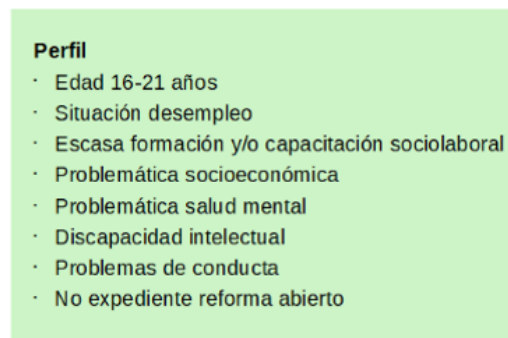 Perfil
· Edad 16-21 años
· Situación desempleo
· Escasa formación y/o capacitación sociolaboral
· Problemática socioeconómica
· Problemática salud mental
· Discapacidad intelectual
· Problemas de conducta
· No expediente reforma abierto